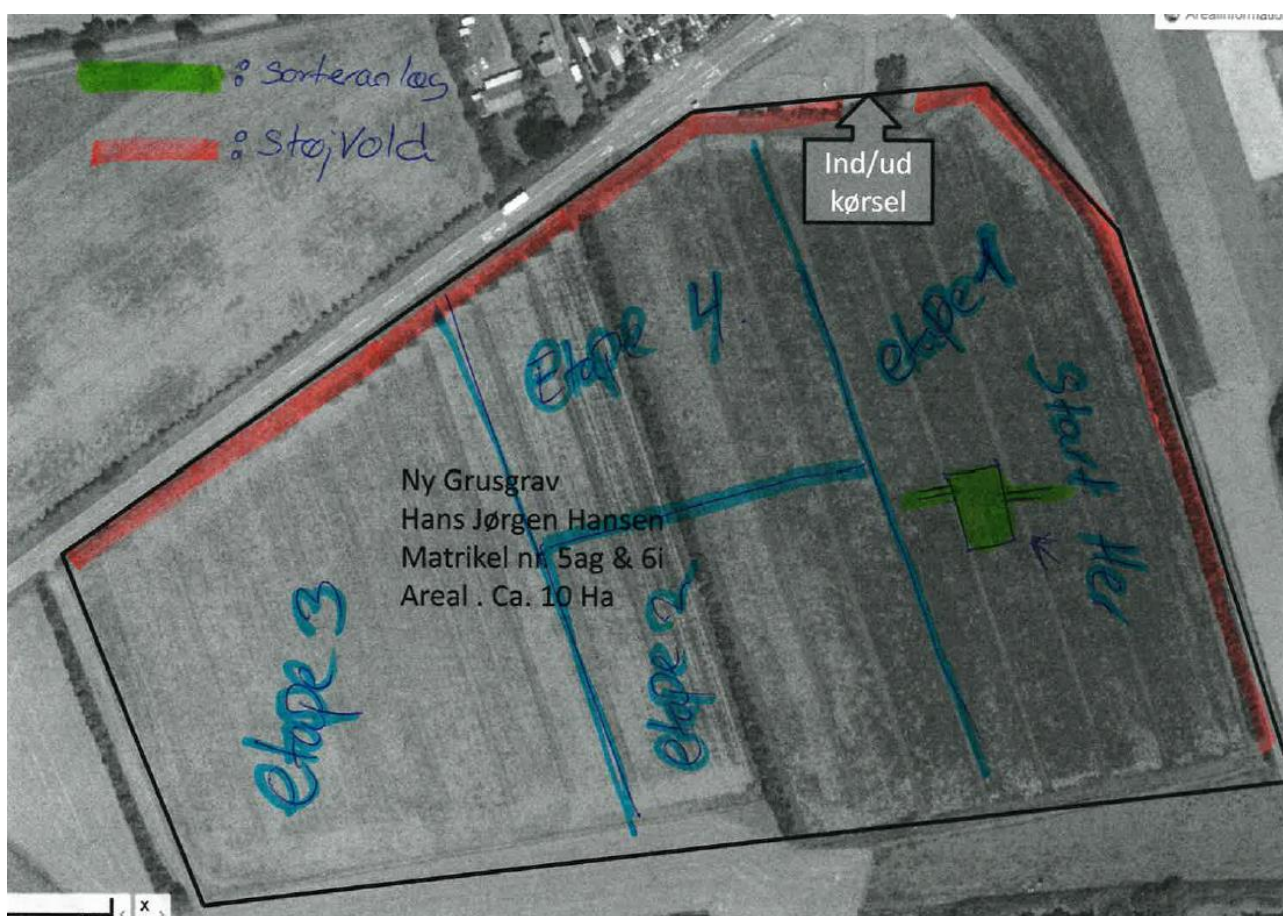 Arealinformation
: Sorteranlæg
: Støjvold
Ind/ud
kørsel
etape 1
Etape 4
Start Her
Ny Grusgrav
Hans Jørgen Hansen
Matrikel nr. 5ag & 6i
Areal . Ca. 10 Ha
etape 3
etape 2
x